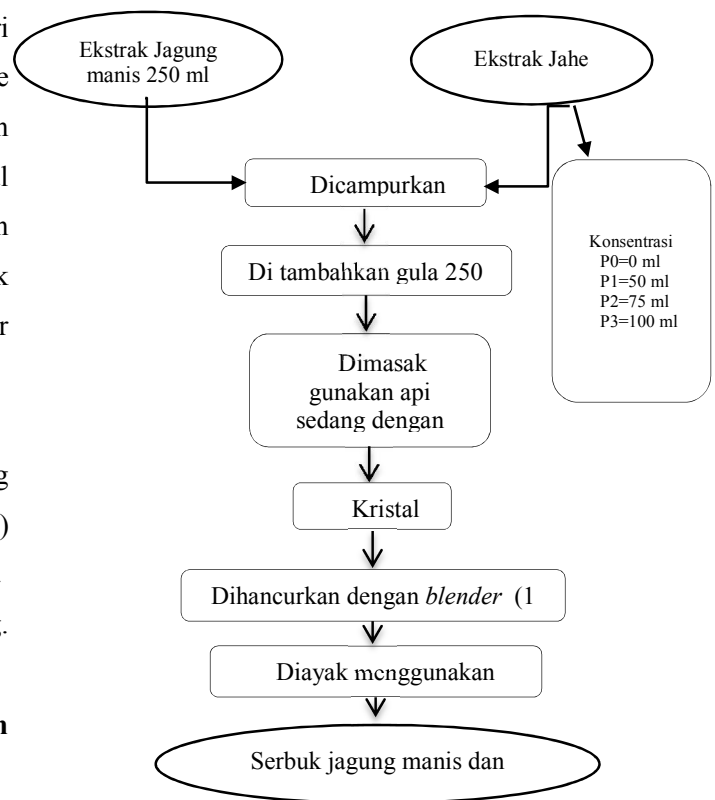 Ekstrak Jagung
manis 250 ml
Ekstrak Jahe
Dicampurkan
Konsentrasi
P0=0 ml
P1=50 ml
P2=75 ml
P3=100 ml
Di tambahkan gula 250
Dimasak
gunakan api
sedang dengan
Kristal
Dihancurkan dengan blender (1
Diayak menggunakan
Serbuk jagung manis dan